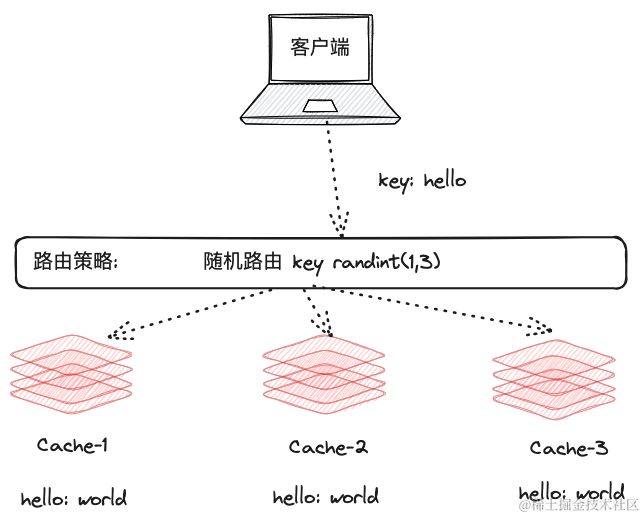 客户端
key: hello
路由策略: 随机路由 key randint(1,3)
Cache-1 Cache-2 Cache-3
hello: world hello: world hello: world
@稀土掘金技术社区